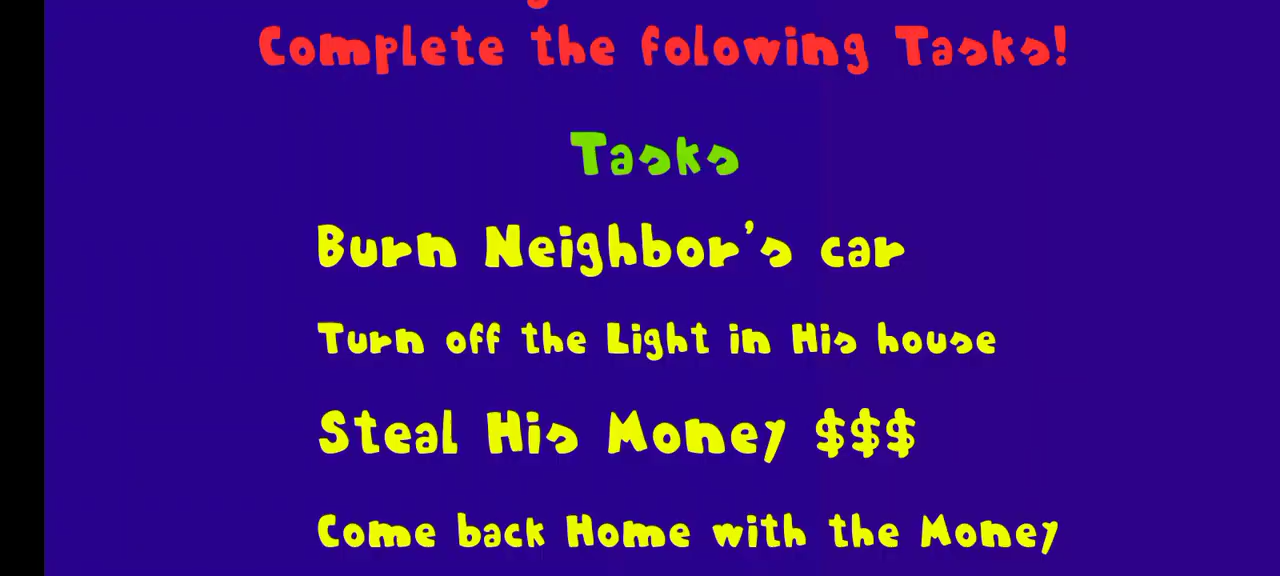 Complete the folowing Tasks!
Tasks
Burn Neighbor's car
Turn off the Light in His house
Steal His Money $$$
Come back Home with the Money